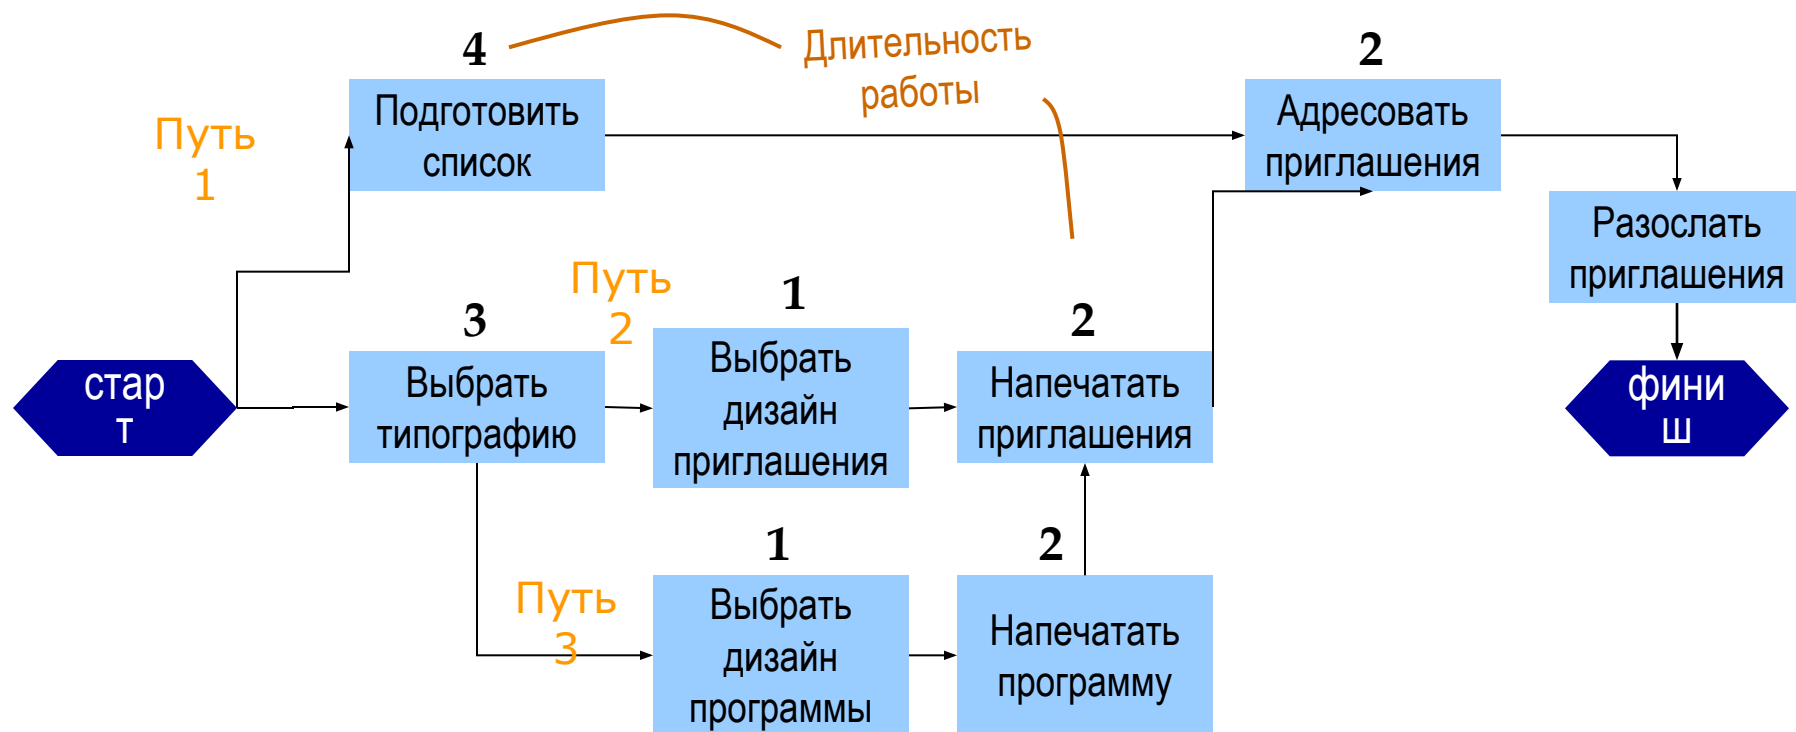 4
Длительность
работы
2
Подготовить
список
Адресовать
приглашения
Путь
1
Разослать
приглашения
Путь
2
3
1
2
Выбрать
типографию
Выбрать
дизайн
приглашения
Напечатать
приглашения
стар
т
фини
ш
1
2
Путь
3
Выбрать
дизайн
программы
Напечатать
программу